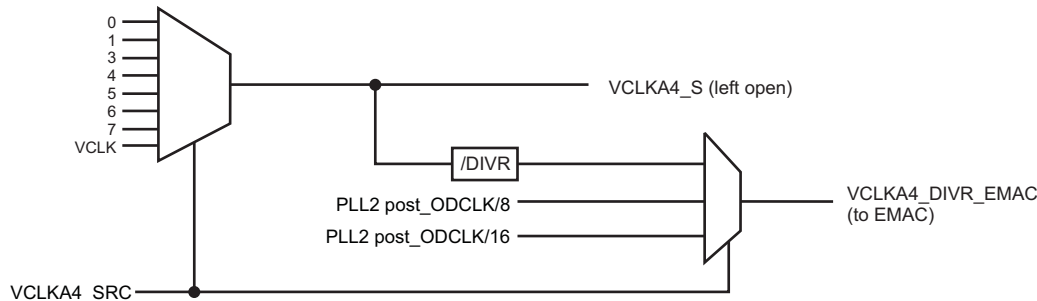 0
1
3
4
5
6
7
VCLK
VCLKA4_S (left open)
/DIVR
PLL2 post_ODCLK/8
PLL2 post_ODCLK/16
VCLKA4_DIVR_EMAC
(to EMAC)
VCLKA4_SRC